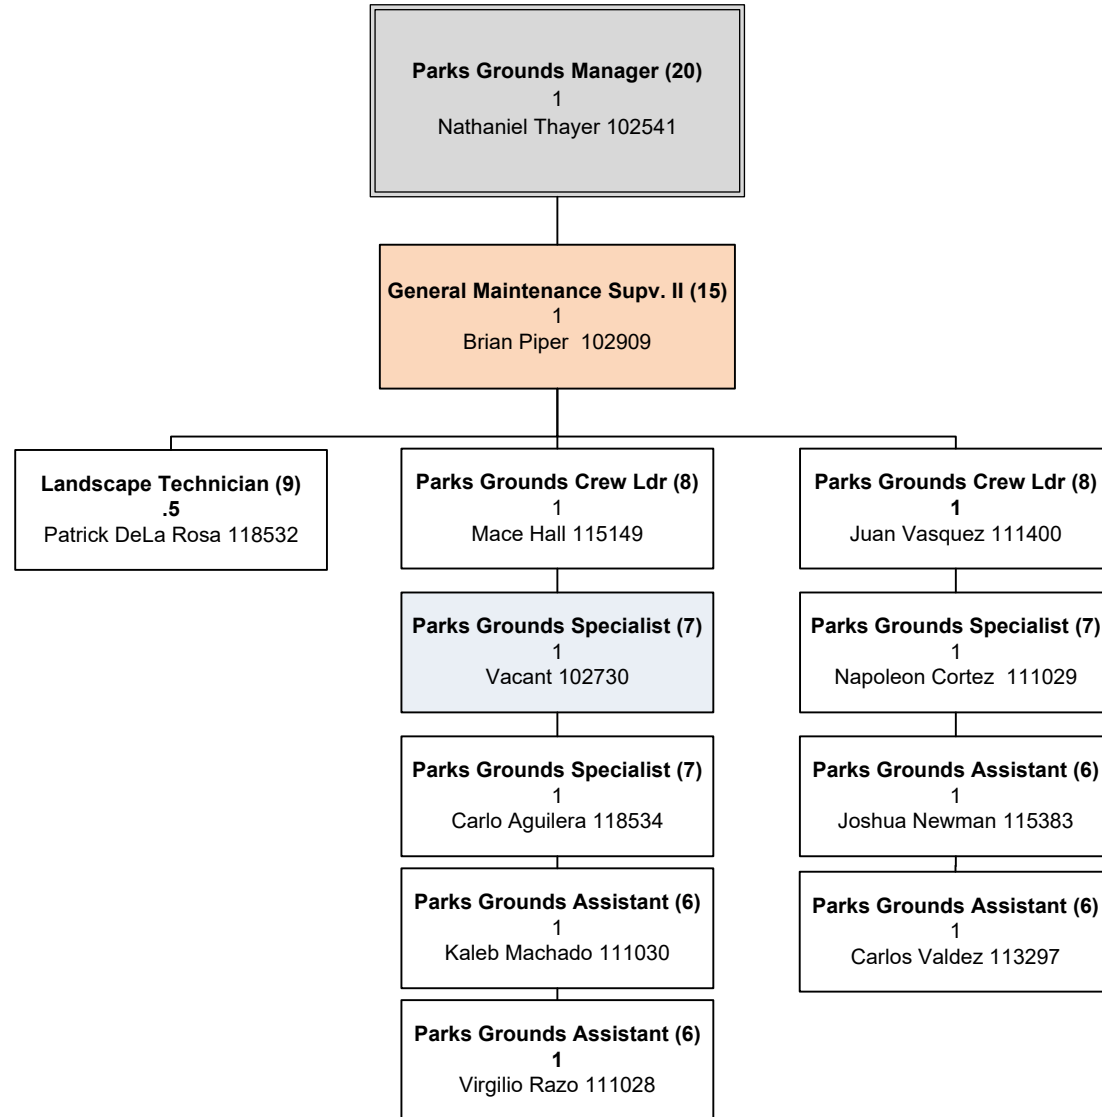 Parks Grounds Manager (20)
1
Nathaniel Thayer 102541
General Maintenance Supv. II (15)
1
Brian Piper  102909
Landscape Technician (9)
.5
Patrick DeLa Rosa 118532
Parks Grounds Crew Ldr (8)
1
Mace Hall 115149
Parks Grounds Specialist (7)
1
Vacant 102730
Parks Grounds Specialist (7)
1
Carlo Aguilera 118534
Parks Grounds Assistant (6)
1
Kaleb Machado 111030
Parks Grounds Assistant (6)
1
Virgilio Razo 111028
Parks Grounds Crew Ldr (8)
1
Juan Vasquez 111400
Parks Grounds Specialist (7)
1
Napoleon Cortez  111029
Parks Grounds Assistant (6)
1
Joshua Newman 115383
Parks Grounds Assistant (6)
1
Carlos Valdez 113297